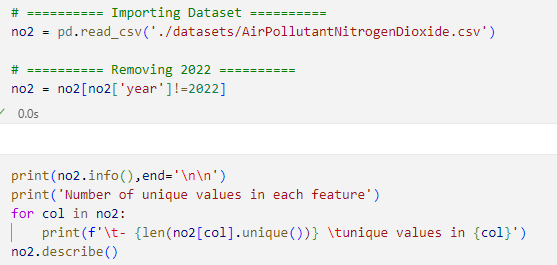 # ========== Importing Dataset ==========
no2 = pd.read_csv('./datasets/AirPollutantNitrogenDioxide.csv')
# ========== Removing 2022 ==========
no2 = no2[no2['year']!=2022]
0.0s
print(no2.info(),end='\n\n')
print('Number of unique values in each feature')
for col in no2:
    print(f'\t- {len(no2[col].unique())} \tunique values in {col}')
no2.describe()